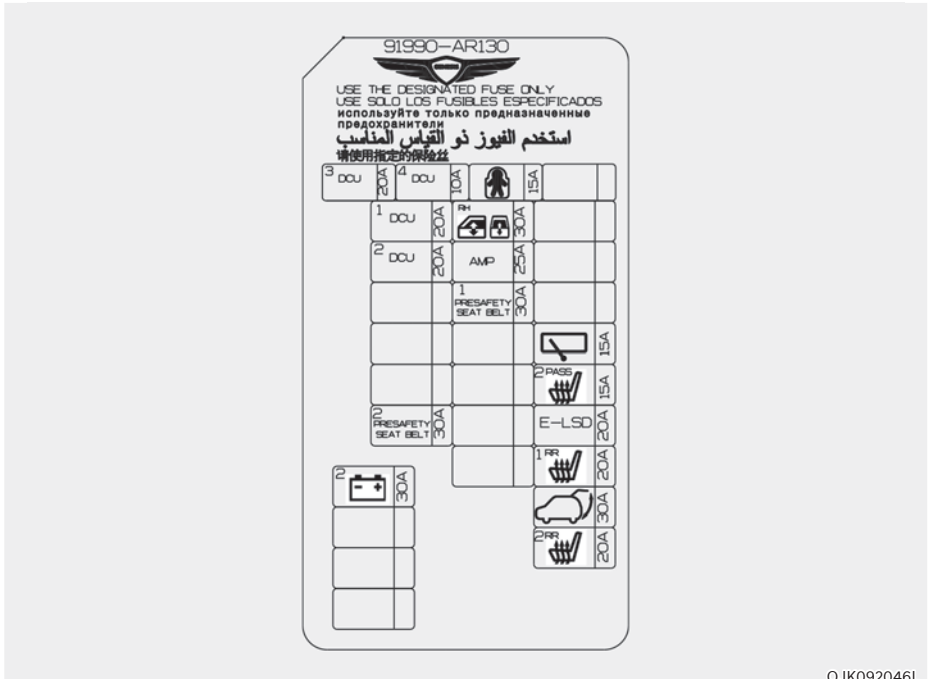 91990-AR130
USE THE DESIGNATED FUSE ONLY
USE SOLO LOS FUSIBLES ESPECIFICADOS
используйте только предназначенные
предохранители
استخدم الفيوز ذو القياس المناسب
请使用指定的保险丝
3 DCU 20A 4 DCU 10A 15A
1 DCU 20A RH 30A
2 DCU 20A AMP 25A
1 PRESAFETY SEAT BELT 30A
15A
2 PASS 15A
2 PRESAFETY SEAT BELT 30A E-LSD 20A
1 RR 20A
2 30A
30A
2 RR 20A